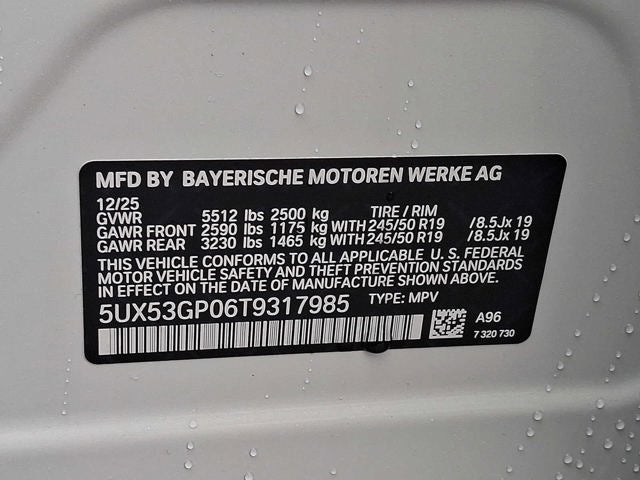 MFD BY BAYERISCHE MOTOREN WERKE AG
12/25
GVWR 5512 lbs 2500 kg TIRE / RIM
GAWR FRONT 2590 lbs 1175 kg WITH 245/50 R19 /8.5Jx 19
GAWR REAR 3230 lbs 1465 kg WITH 245/50 R19 /8.5Jx 19
THIS VEHICLE CONFORMS TO ALL APPLICABLE U. S. FEDERAL
MOTOR VEHICLE SAFETY AND THEFT PREVENTION STANDARDS
IN EFFECT ON THE DATE OF MANUFACTURE SHOWN ABOVE.
5UX53GP06T9317985 TYPE: MPV
A96
7 320 730